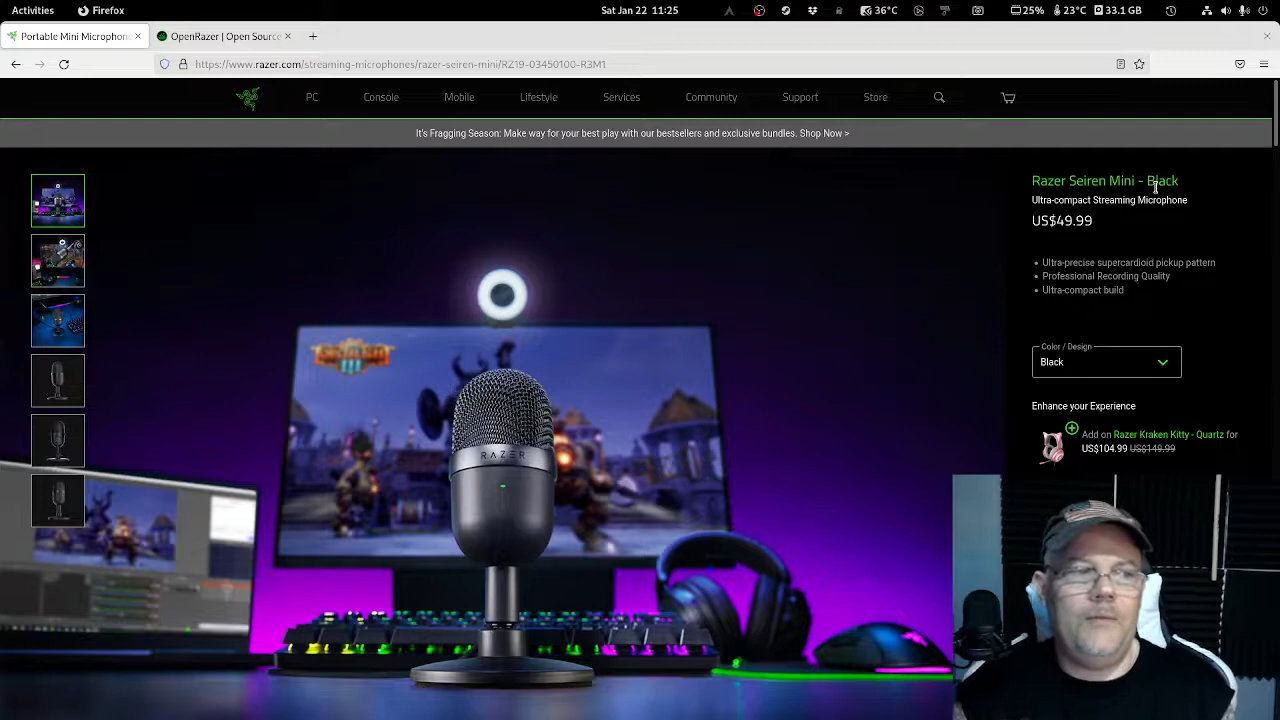 Activities
Firefox
Sat Jan 22 11:25
36°C
25% 23°C 33.1 GB
Portable Mini Microphon
OpenRazer | Open Source
https://www.razer.com/streaming-microphones/razer-seiren-mini/RZ19-03450100-R3M1
PC Console Mobile Lifestyle Services Community Support Store
It's Fragging Season: Make way for your best play with our bestsellers and exclusive bundles. Shop Now >
Razer Seiren Mini - Black
Ultra-compact Streaming Microphone
US$49.99
Ultra-precise supercardioid pickup pattern
Professional Recording Quality
Ultra-compact build
Color / Design
Black
Enhance your Experience
Add on Razer Kraken Kitty - Quartz for
US$104.99 US$149.99
RAZER